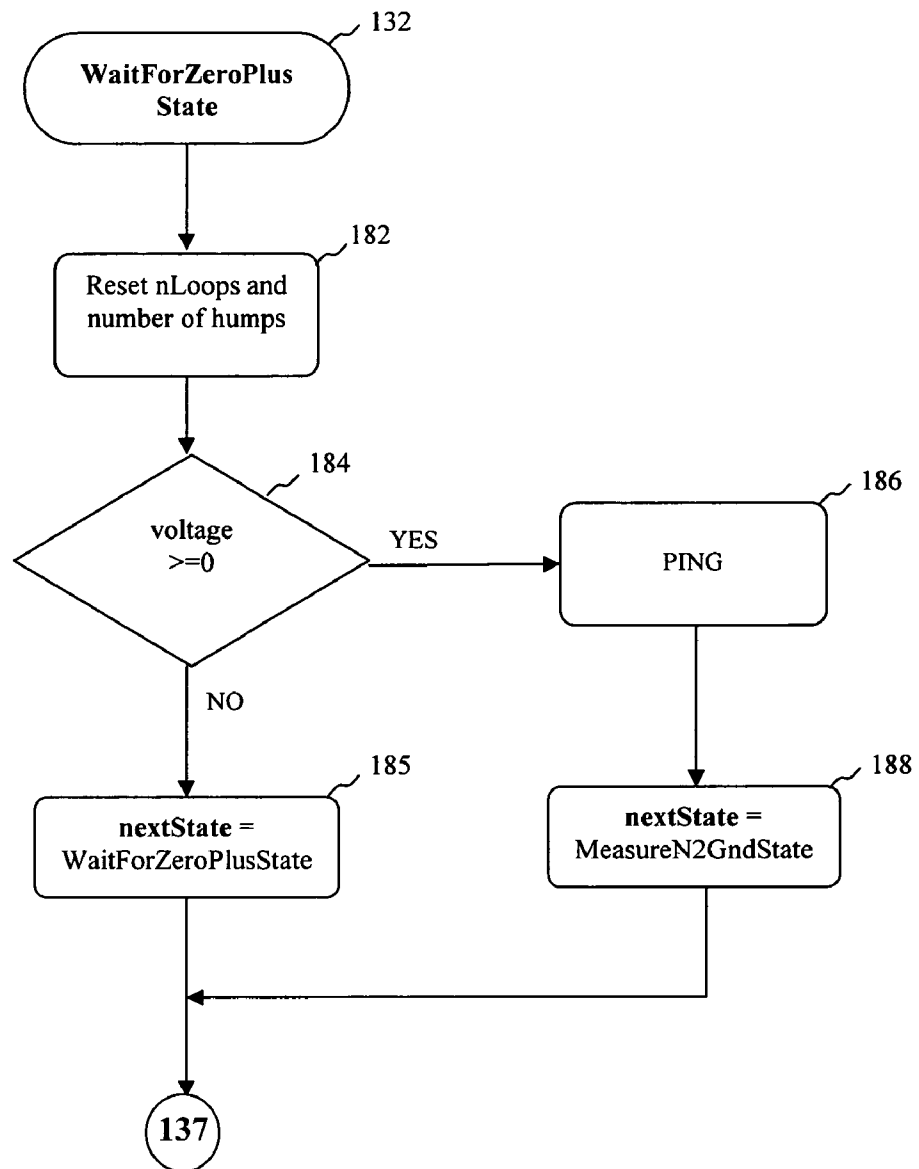 132
WaitForZeroPlus
State
182
Reset nLoops and
number of humps
184
voltage
>=0
YES
186
PING
NO
185
nextState =
WaitForZeroPlusState
188
nextState =
MeasureN2GndState
137